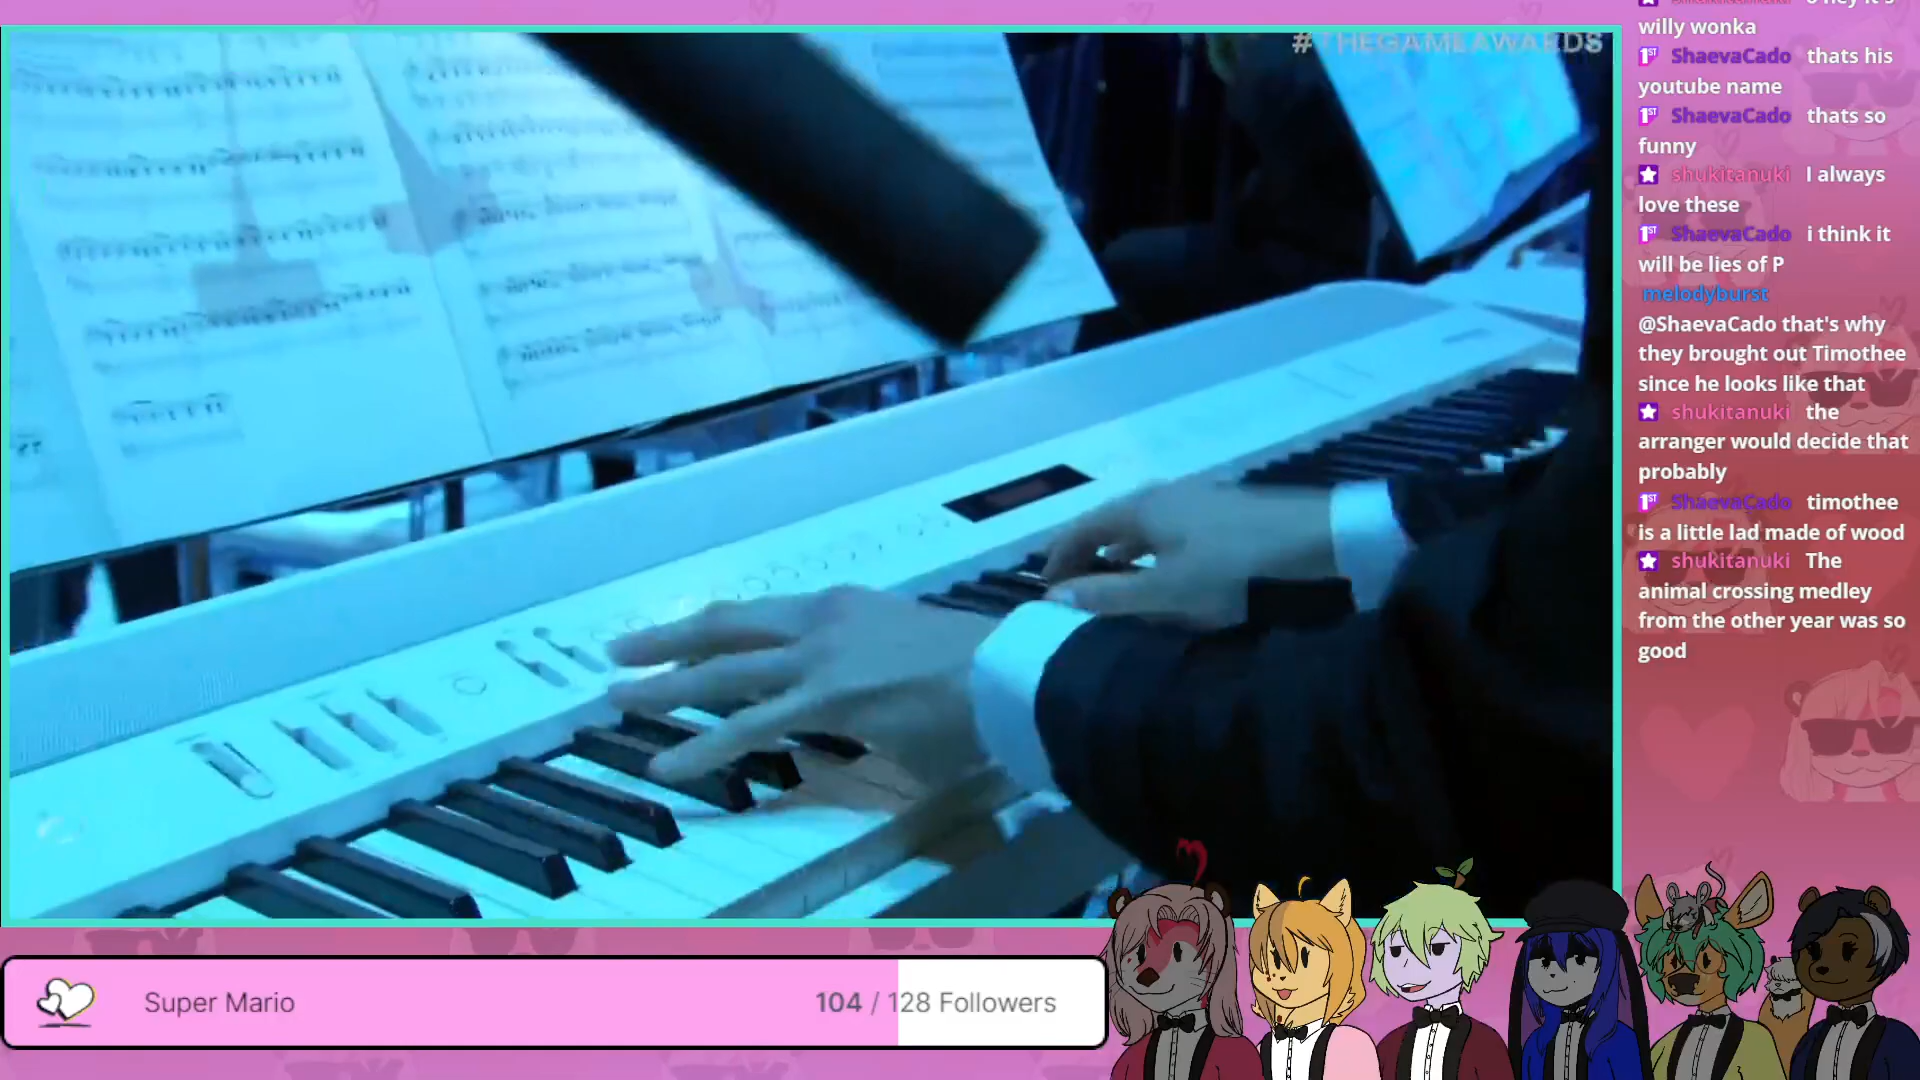 #THEGAMEAWARDS
willy wonka
ShaevaCado thats his
youtube name
ShaevaCado thats so
funny
shukitanuki I always
love these
ShaevaCado i think it
will be lies of P
melodyburst
@ShaevaCado that's why
they brought out Timothee
since he looks like that
shukitanuki the
arranger would decide that
probably
ShaevaCado timothee
is a little lad made of wood
shukitanuki The
animal crossing medley
from the other year was so
good
Super Mario
104 / 128 Followers